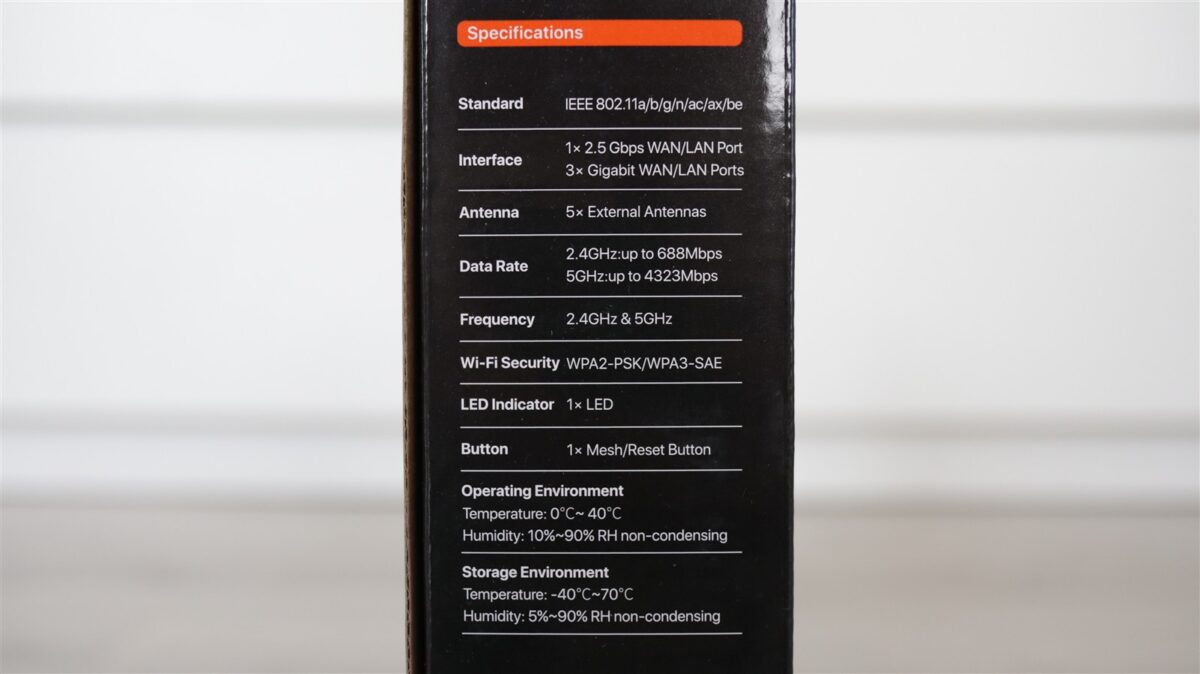 Specifications
Standard IEEE 802.11a/b/g/n/ac/ax/be
Interface 1× 2.5 Gbps WAN/LAN Port
3× Gigabit WAN/LAN Ports
Antenna 5× External Antennas
Data Rate 2.4GHz:up to 688Mbps
5GHz:up to 4323Mbps
Frequency 2.4GHz & 5GHz
Wi-Fi Security WPA2-PSK/WPA3-SAE
LED Indicator 1× LED
Button 1× Mesh/Reset Button
Operating Environment
Temperature: 0℃~ 40℃
Humidity: 10%~90% RH non-condensing
Storage Environment
Temperature: -40℃~70℃
Humidity: 5%~90% RH non-condensing